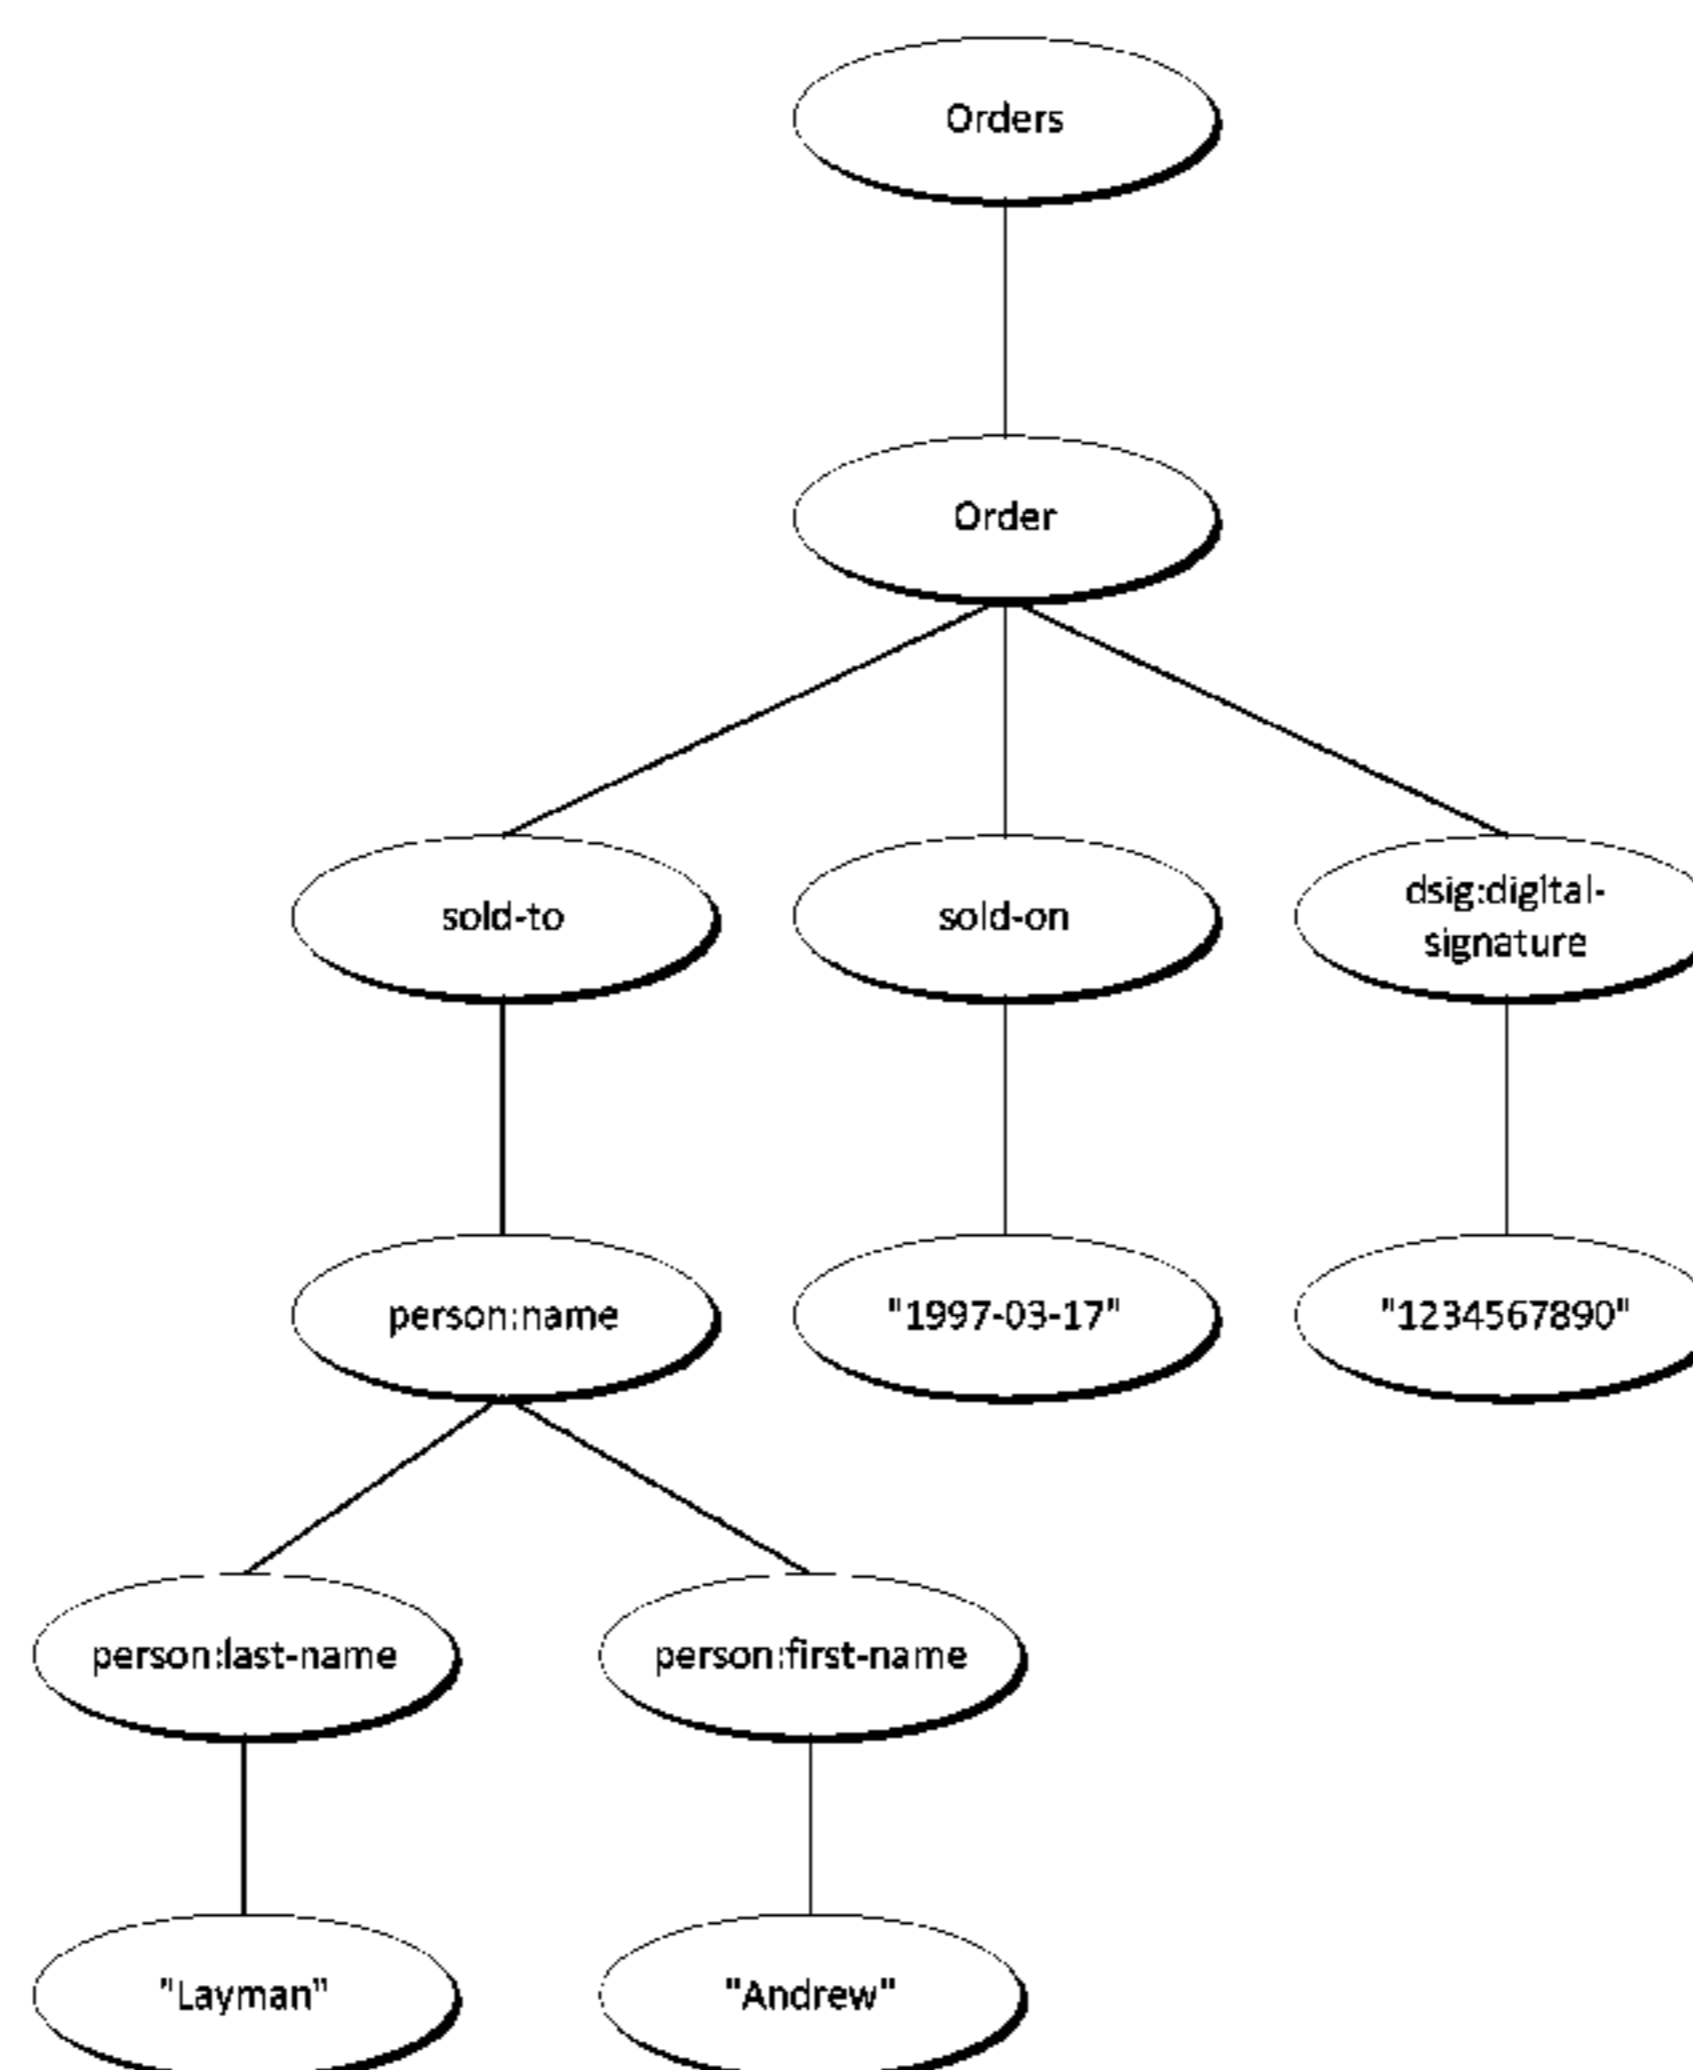 Orders
Order
sold-to
sold-on
dsig:digital-
signature
person:name
"1997-03-17"
"1234567890"
person:last-name
person:first-name
"Layman"
"Andrew"